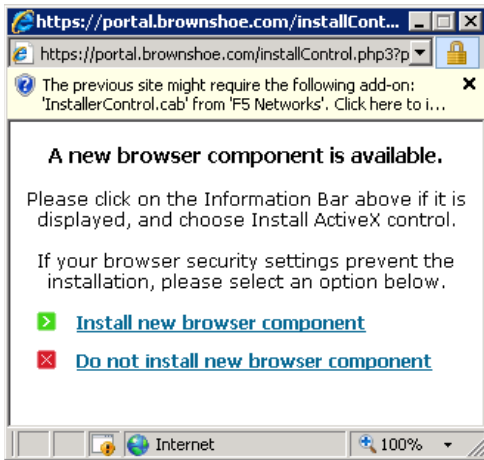 https://portal.brownshoe.com/installCont...
https://portal.brownshoe.com/installControl.php3?p
The previous site might require the following add-on:
'InstallerControl.cab' from 'F5 Networks'. Click here to i...
A new browser component is available.
Please click on the Information Bar above if it is
displayed, and choose Install ActiveX control.
If your browser security settings prevent the
installation, please select an option below.
Install new browser component
Do not install new browser component
Internet
100%